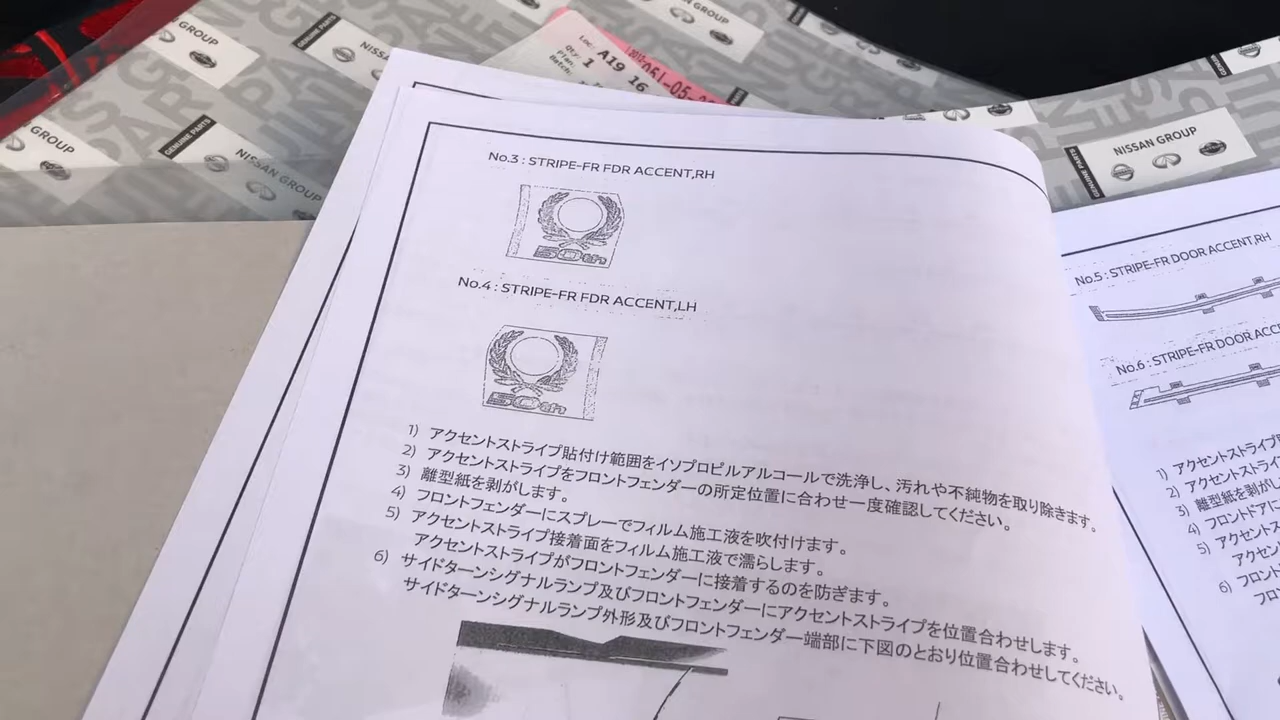 GENUINE PARTS
NISSAN GROUP
NISSAN GROUP
GENUINE PARTS
NISSAN GROUP
GENUINE PARTS
Loc: A19 16
Qty: 1
Plan:
Batch:
No.3 : STRIPE-FR FDR ACCENT,RH
50th
No.4 : STRIPE-FR FDR ACCENT,LH
50th
1) アクセントストライプ貼付け範囲をイソプロピルアルコールで洗浄し、汚れや不純物を取り除きます。
2) アクセントストライプをフロントフェンダーの所定位置に合わせ一度確認してください。
3) 離型紙を剥がします。
4) フロントフェンダーにスプレーでフィルム施工液を吹付けます。
5) アクセントストライプ接着面をフィルム施工液で濡らします。
アクセントストライプがフロントフェンダーに接着するのを防ぎます。
6) サイドターンシグナルランプ及びフロントフェンダーにアクセントストライプを位置合わせします。
サイドターンシグナルランプ外形及びフロントフェンダー端部に下図のとおり位置合わせしてください。
No.5 : STRIPE-FR DOOR ACCENT,RH
No.6 : STRIPE-FR DOOR
1) アクセントストライ
2) アクセントストライ
3) 離型紙を剥がし
4) フロントドアに
5) アクセントス
アクセ
6) フロント
フロ